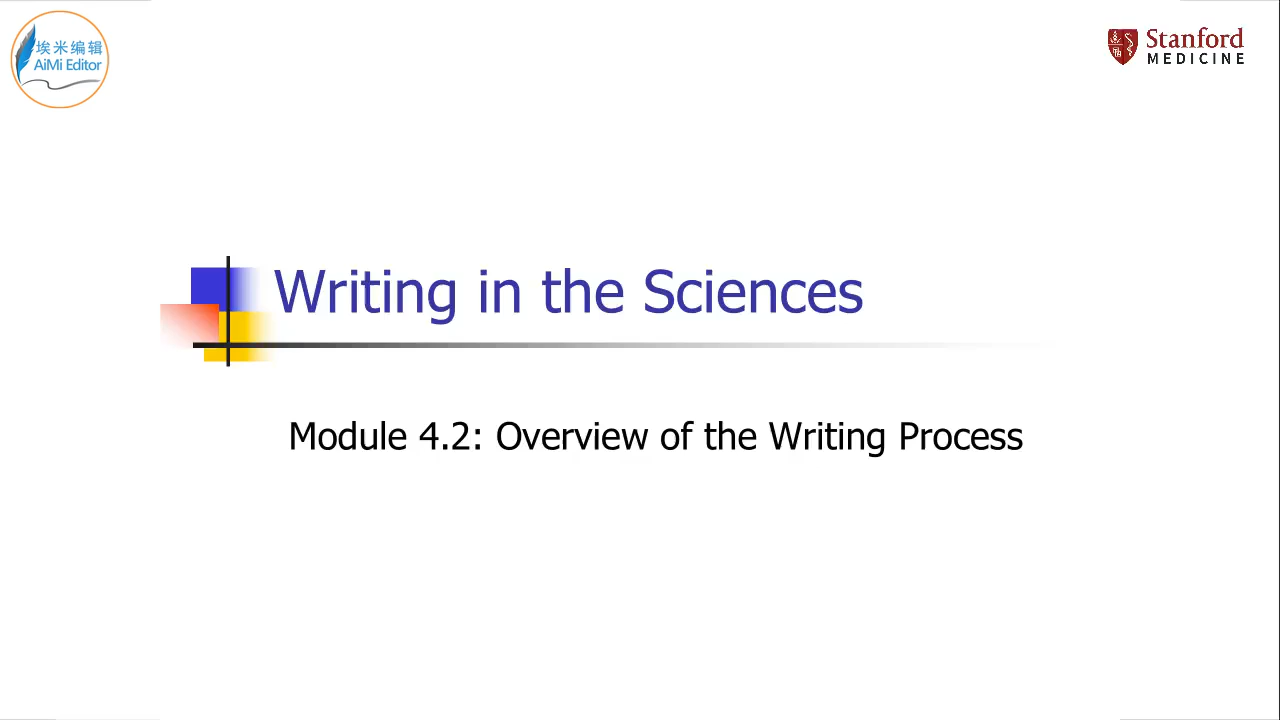 埃米编辑
AiMi Editor
Stanford
MEDICINE
Writing in the Sciences
Module 4.2: Overview of the Writing Process